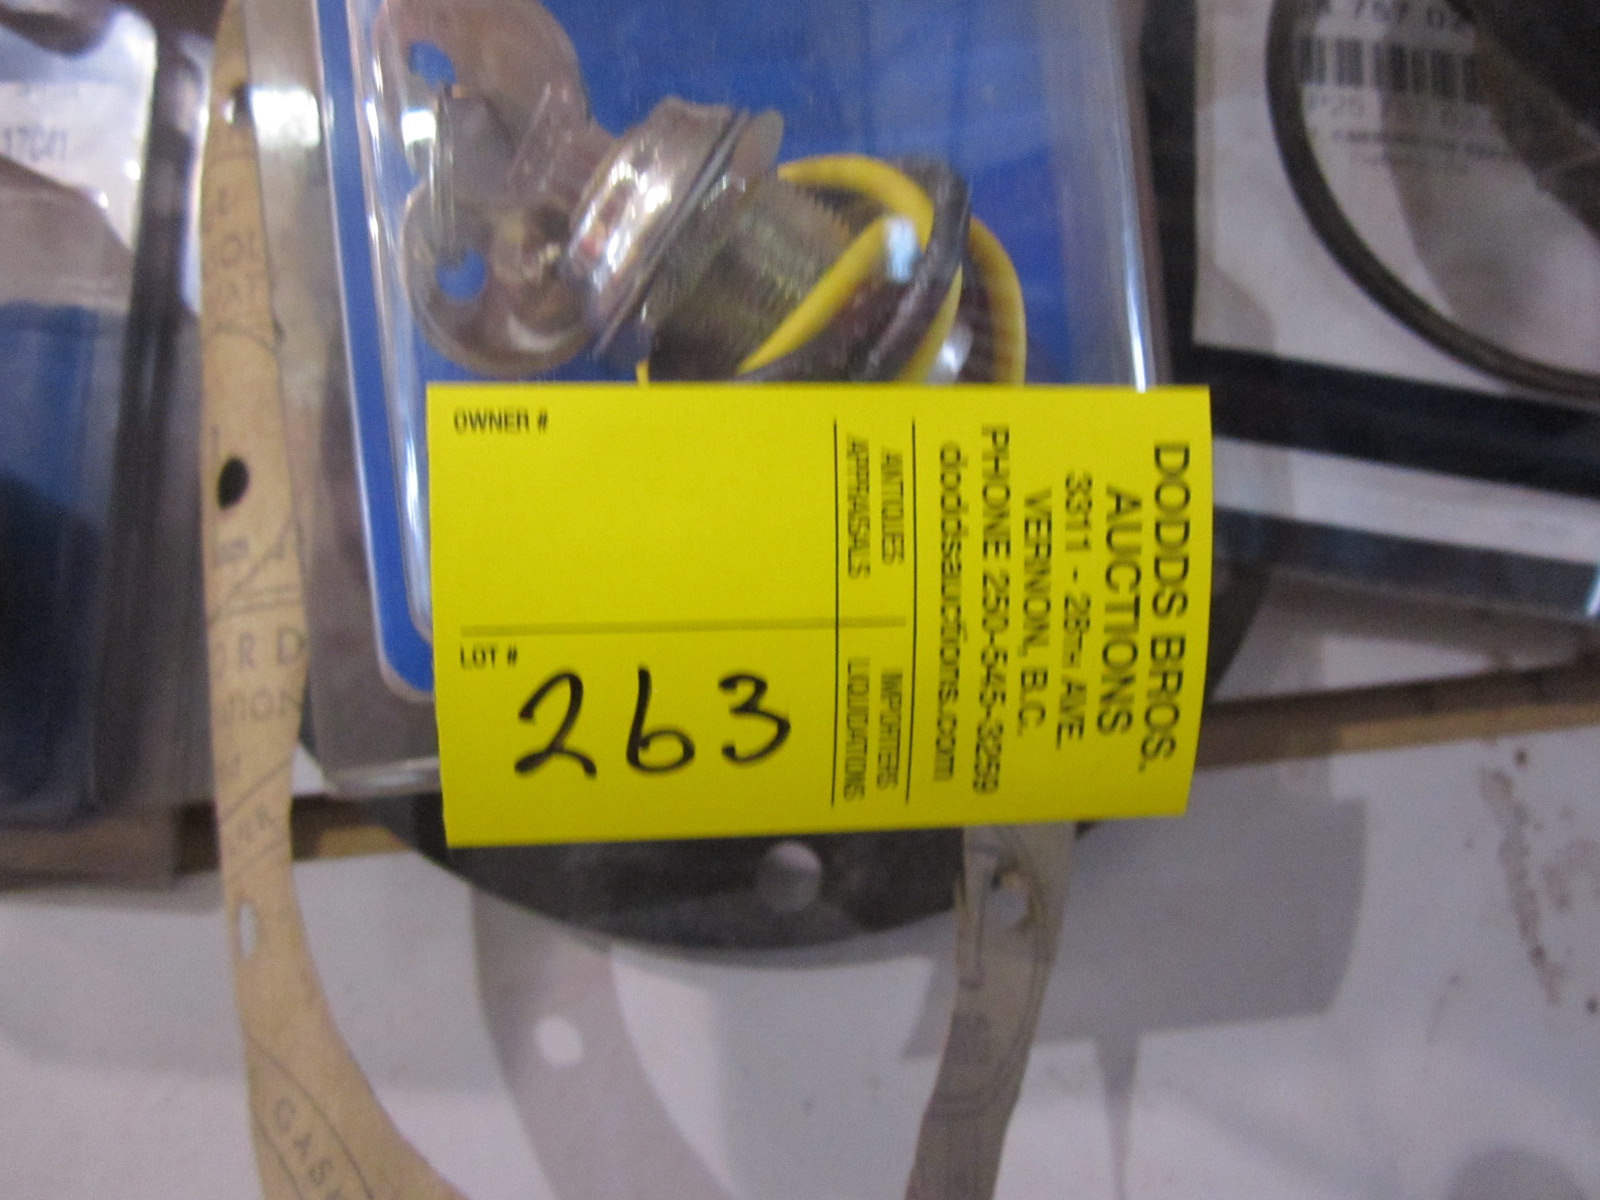 OWNER #
LOT #
263
DODDS BROS.
AUCTIONS
3311 - 28TH AVE.
VERNON, B.C.
PHONE 250-545-3259
doddsauctions.com
ANTIQUES
APPRAISALS
IMPORTERS
LIQUIDATIONS